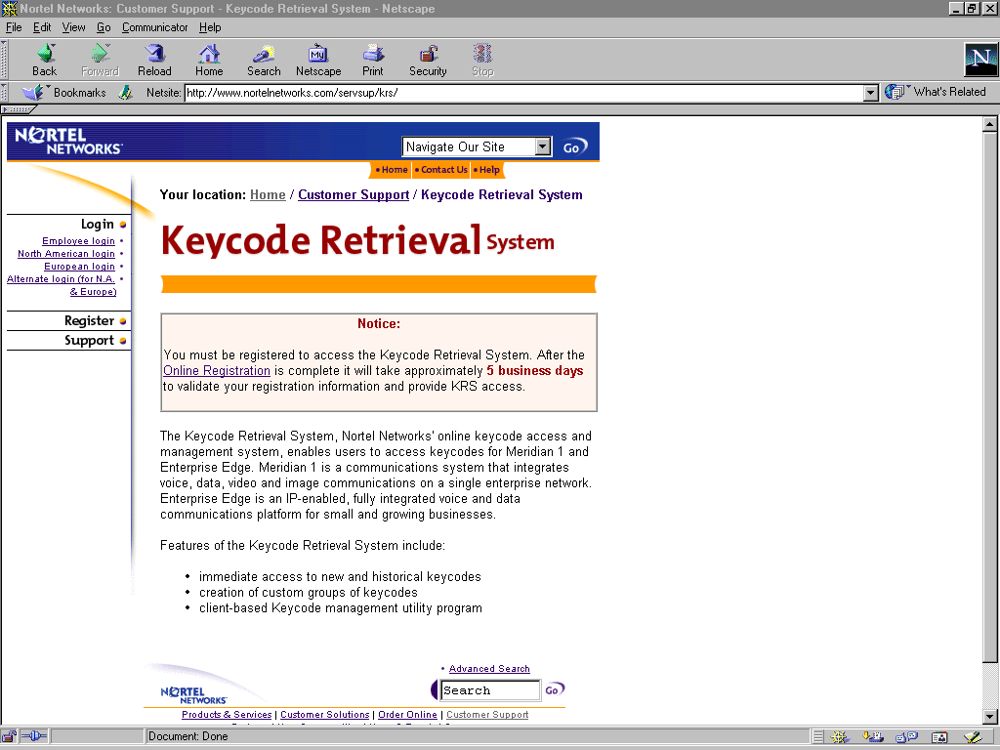 Nortel Networks: Customer Support - Keycode Retrieval System - Netscape
File Edit View Go Communicator Help
Back Forward Reload Home Search Netscape Print Security Stop
My
N
Bookmarks Netsite: http://www.nortelnetworks.com/servsup/krs/ What's Related
NORTEL
NETWORKS
Navigate Our Site Go
• Home • Contact Us • Help
Your location: Home / Customer Support / Keycode Retrieval System
Login
Employee login •
North American login •
European login •
Alternate login (for N.A. •
& Europe)
Register
Support
Keycode Retrieval System
Notice:
You must be registered to access the Keycode Retrieval System. After the
Online Registration is complete it will take approximately 5 business days
to validate your registration information and provide KRS access.
The Keycode Retrieval System, Nortel Networks' online keycode access and
management system, enables users to access keycodes for Meridian 1 and
Enterprise Edge. Meridian 1 is a communications system that integrates
voice, data, video and image communications on a single enterprise network.
Enterprise Edge is an IP-enabled, fully integrated voice and data
communications platform for small and growing businesses.
Features of the Keycode Retrieval System include:
• immediate access to new and historical keycodes
• creation of custom groups of keycodes
• client-based Keycode management utility program
• Advanced Search
NORTEL
NETWORKS
Search Go
Products & Services | Customer Solutions | Order Online | Customer Support
Document: Done